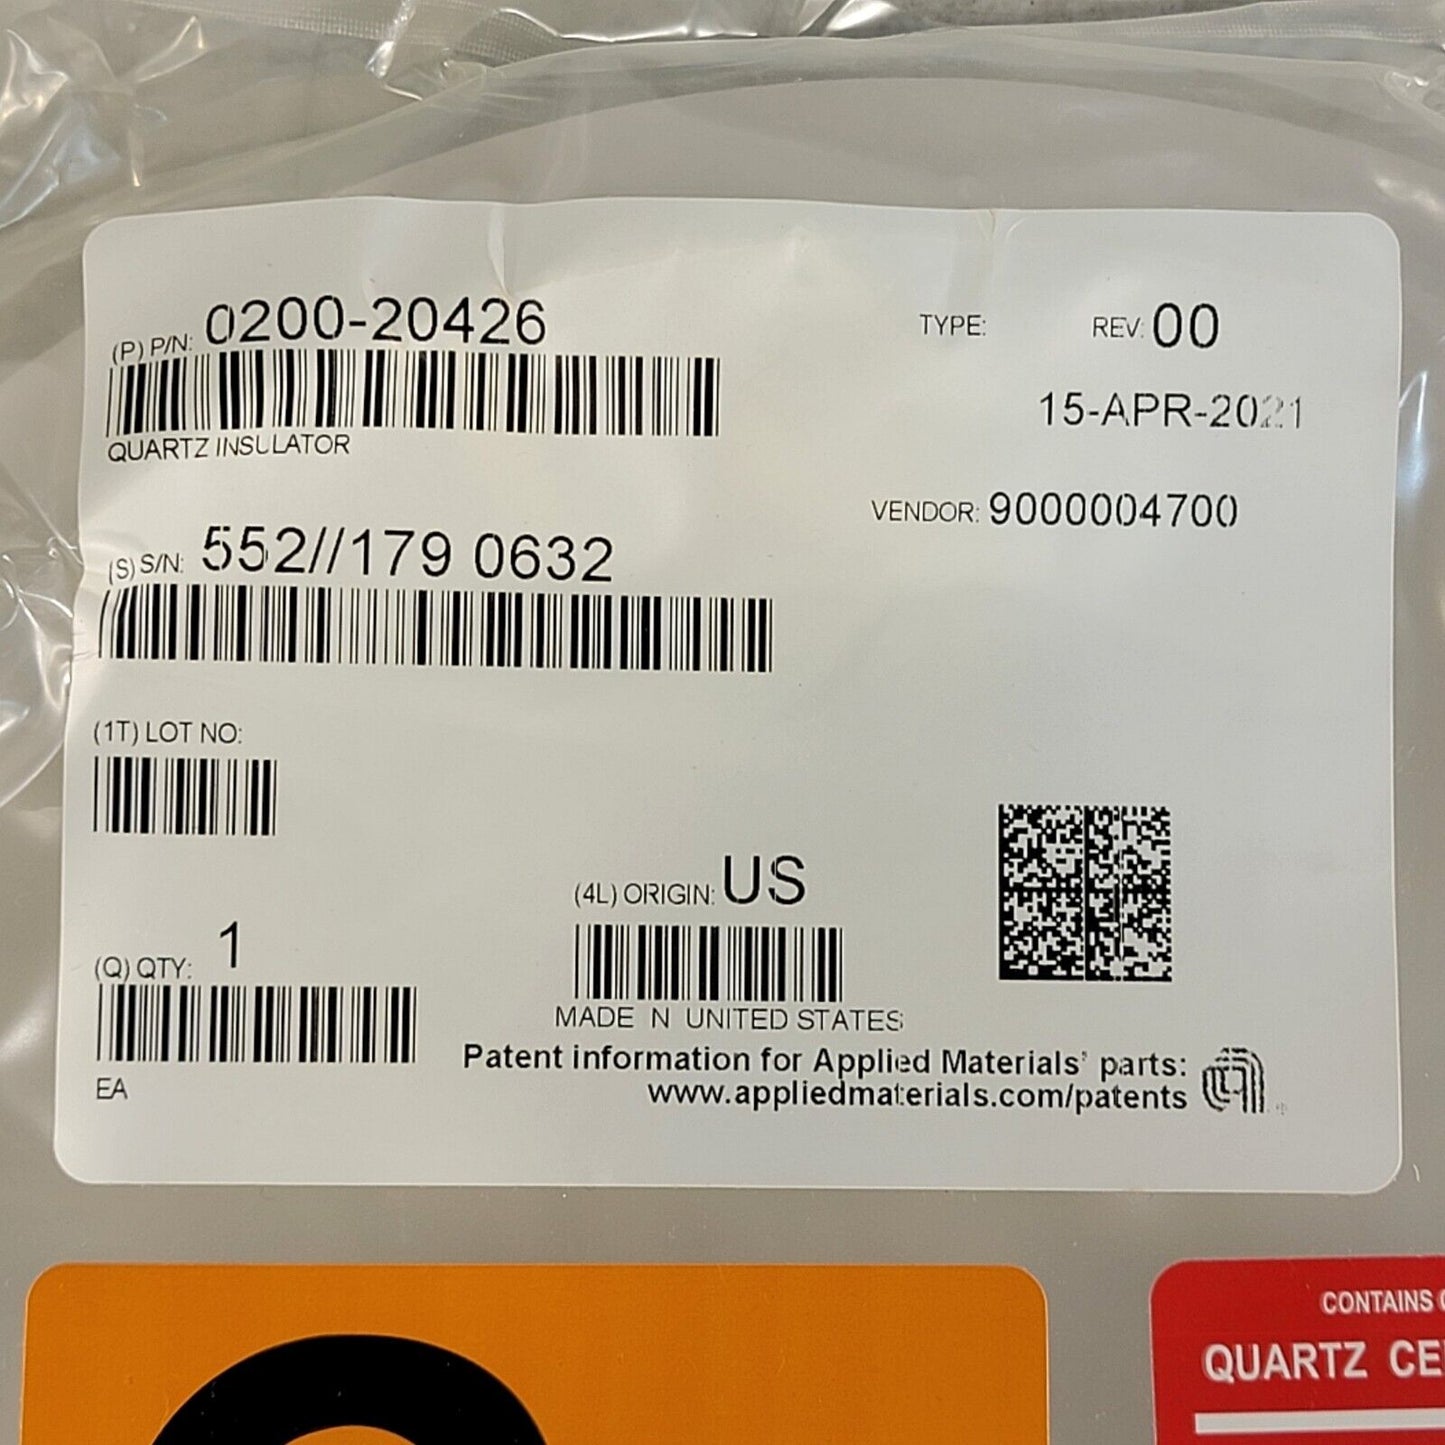 (P) P/N: 0200-20426
TYPE: REV: 00
15-APR-2021
QUARTZ INSULATOR
VENDOR: 9000004700
(S) S/N: 552//179 0632
(1T) LOT NO:
(4L) ORIGIN: US
(Q) QTY: 1
MADE N UNITED STATES
EA
Patent information for Applied Materials' parts:
www.appliedmaterials.com/patents
CONTAINS
QUARTZ